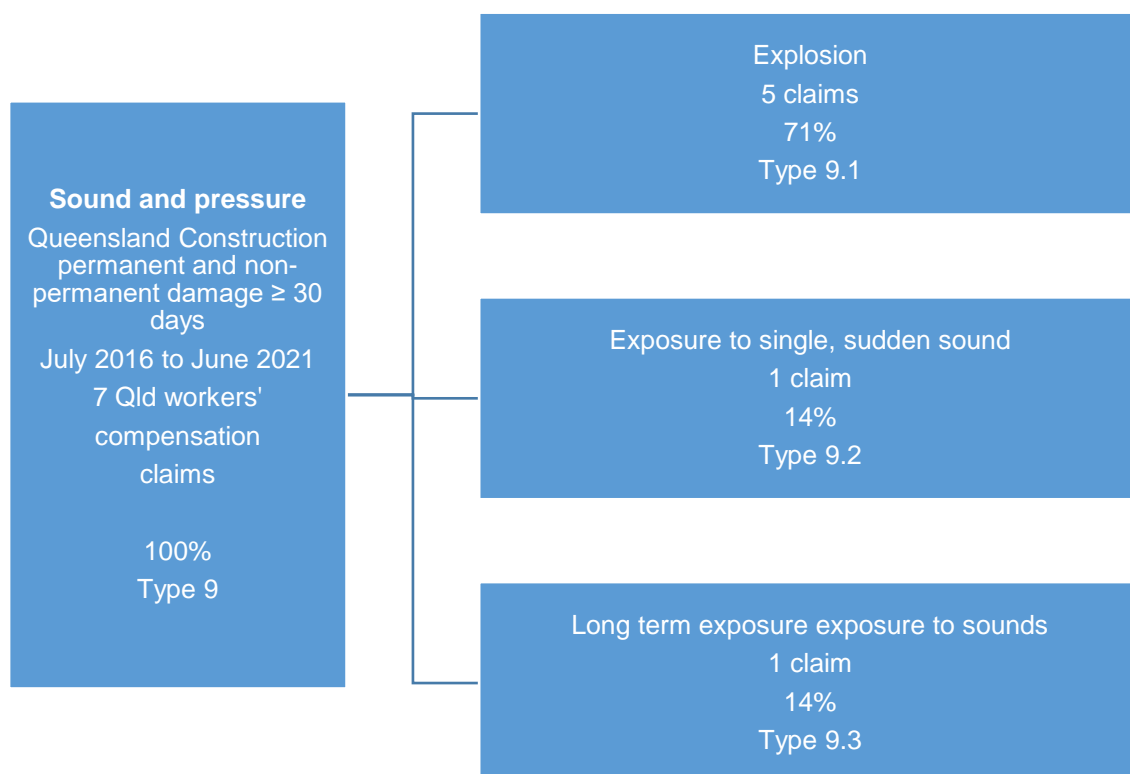 Sound and pressure
Queensland Construction
permanent and non-
permanent damage ≥ 30
days
July 2016 to June 2021
7 Qld workers'
compensation
claims
100%
Type 9
Explosion
5 claims
71%
Type 9.1
Exposure to single, sudden sound
1 claim
14%
Type 9.2
Long term exposure exposure to sounds
1 claim
14%
Type 9.3